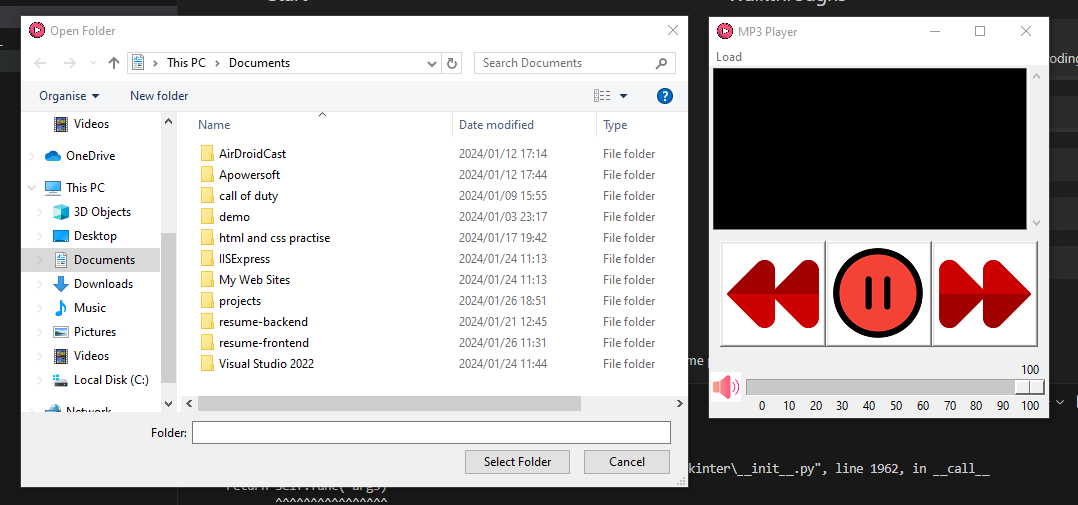 Open Folder
This PC
Documents
Search Documents
Organise
New folder
Videos
OneDrive
This PC
3D Objects
Desktop
Documents
Downloads
Music
Pictures
Videos
Local Disk (C:)
Network
Name Date modified Type
AirDroidCast 2024/01/12 17:14 File folder
Apowersoft 2024/01/12 17:44 File folder
call of duty 2024/01/09 15:55 File folder
demo 2024/01/03 23:17 File folder
html and css practise 2024/01/17 19:42 File folder
IISExpress 2024/01/24 11:13 File folder
My Web Sites 2024/01/24 11:13 File folder
projects 2024/01/26 18:51 File folder
resume-backend 2024/01/21 12:45 File folder
resume-frontend 2024/01/26 11:31 File folder
Visual Studio 2022 2024/01/24 11:44 File folder
Folder:
Select Folder Cancel
MP3 Player
Load
100
0 10 20 30 40 50 60 70 80 90 100
kinter\__init__.py", line 1962, in __call__
^^^^^^^^^^^^^^^^